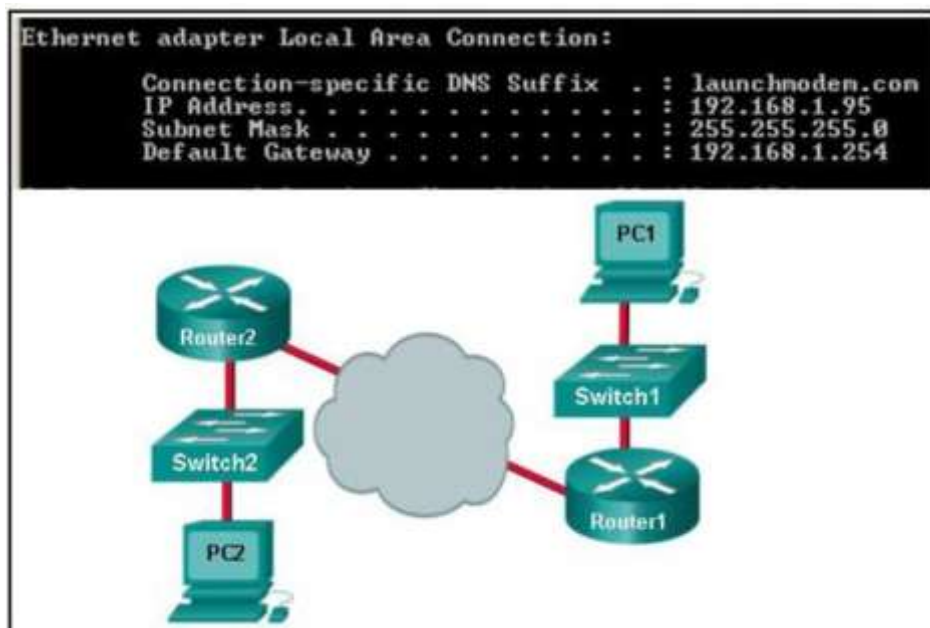 Ethernet adapter Local Area Connection:
Connection-specific DNS Suffix . : launchmodem.com
IP Address. . . . . . . . . . . . : 192.168.1.95
Subnet Mask . . . . . . . . . . . : 255.255.255.0
Default Gateway . . . . . . . . . : 192.168.1.254
PC1
Router2
Switch1
Switch2
Router1
PC2